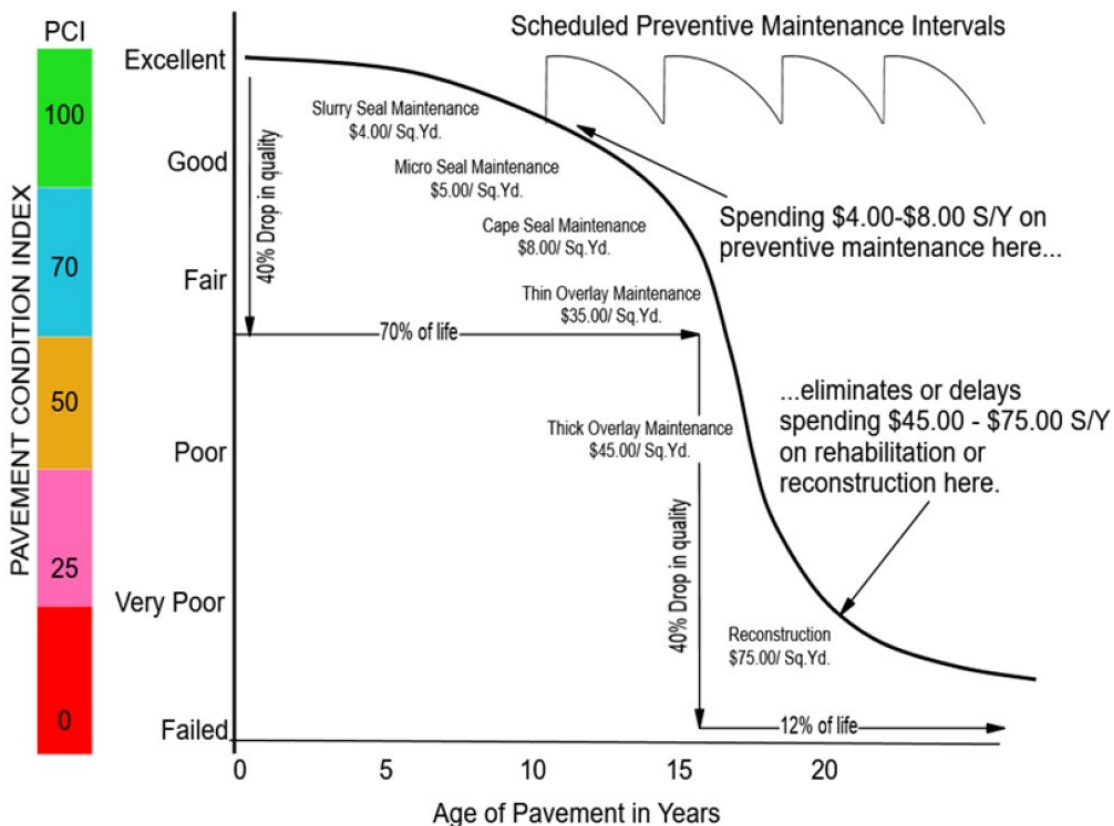 PCI
Scheduled Preventive Maintenance Intervals
PAVEMENT CONDITION INDEX
100
70
50
25
0
Excellent
Good
Fair
Poor
Very Poor
Failed
40% Drop in quality
Slurry Seal Maintenance
$4.00/ Sq.Yd.
Micro Seal Maintenance
$5.00/ Sq.Yd.
Cape Seal Maintenance
$8.00/ Sq.Yd.
Thin Overlay Maintenance
$35.00/ Sq.Yd.
70% of life
Spending $4.00-$8.00 S/Y on
preventive maintenance here...
Thick Overlay Maintenance
$45.00/ Sq.Yd.
...eliminates or delays
spending $45.00 - $75.00 S/Y
on rehabilitation or
reconstruction here.
40% Drop in quality
Reconstruction
$75.00/ Sq.Yd.
12% of life
0
5
10
15
20
Age of Pavement in Years